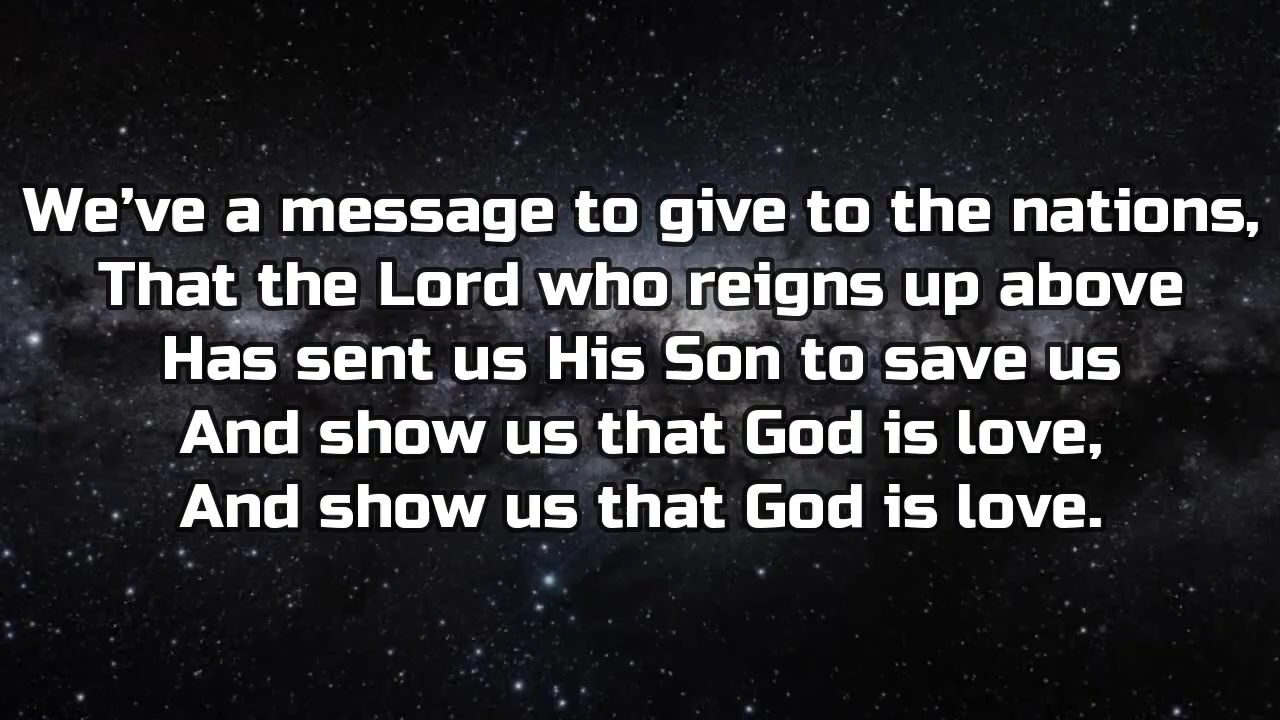 We’ve a message to give to the nations,
That the Lord who reigns up above
Has sent us His Son to save us
And show us that God is love,
And show us that God is love.